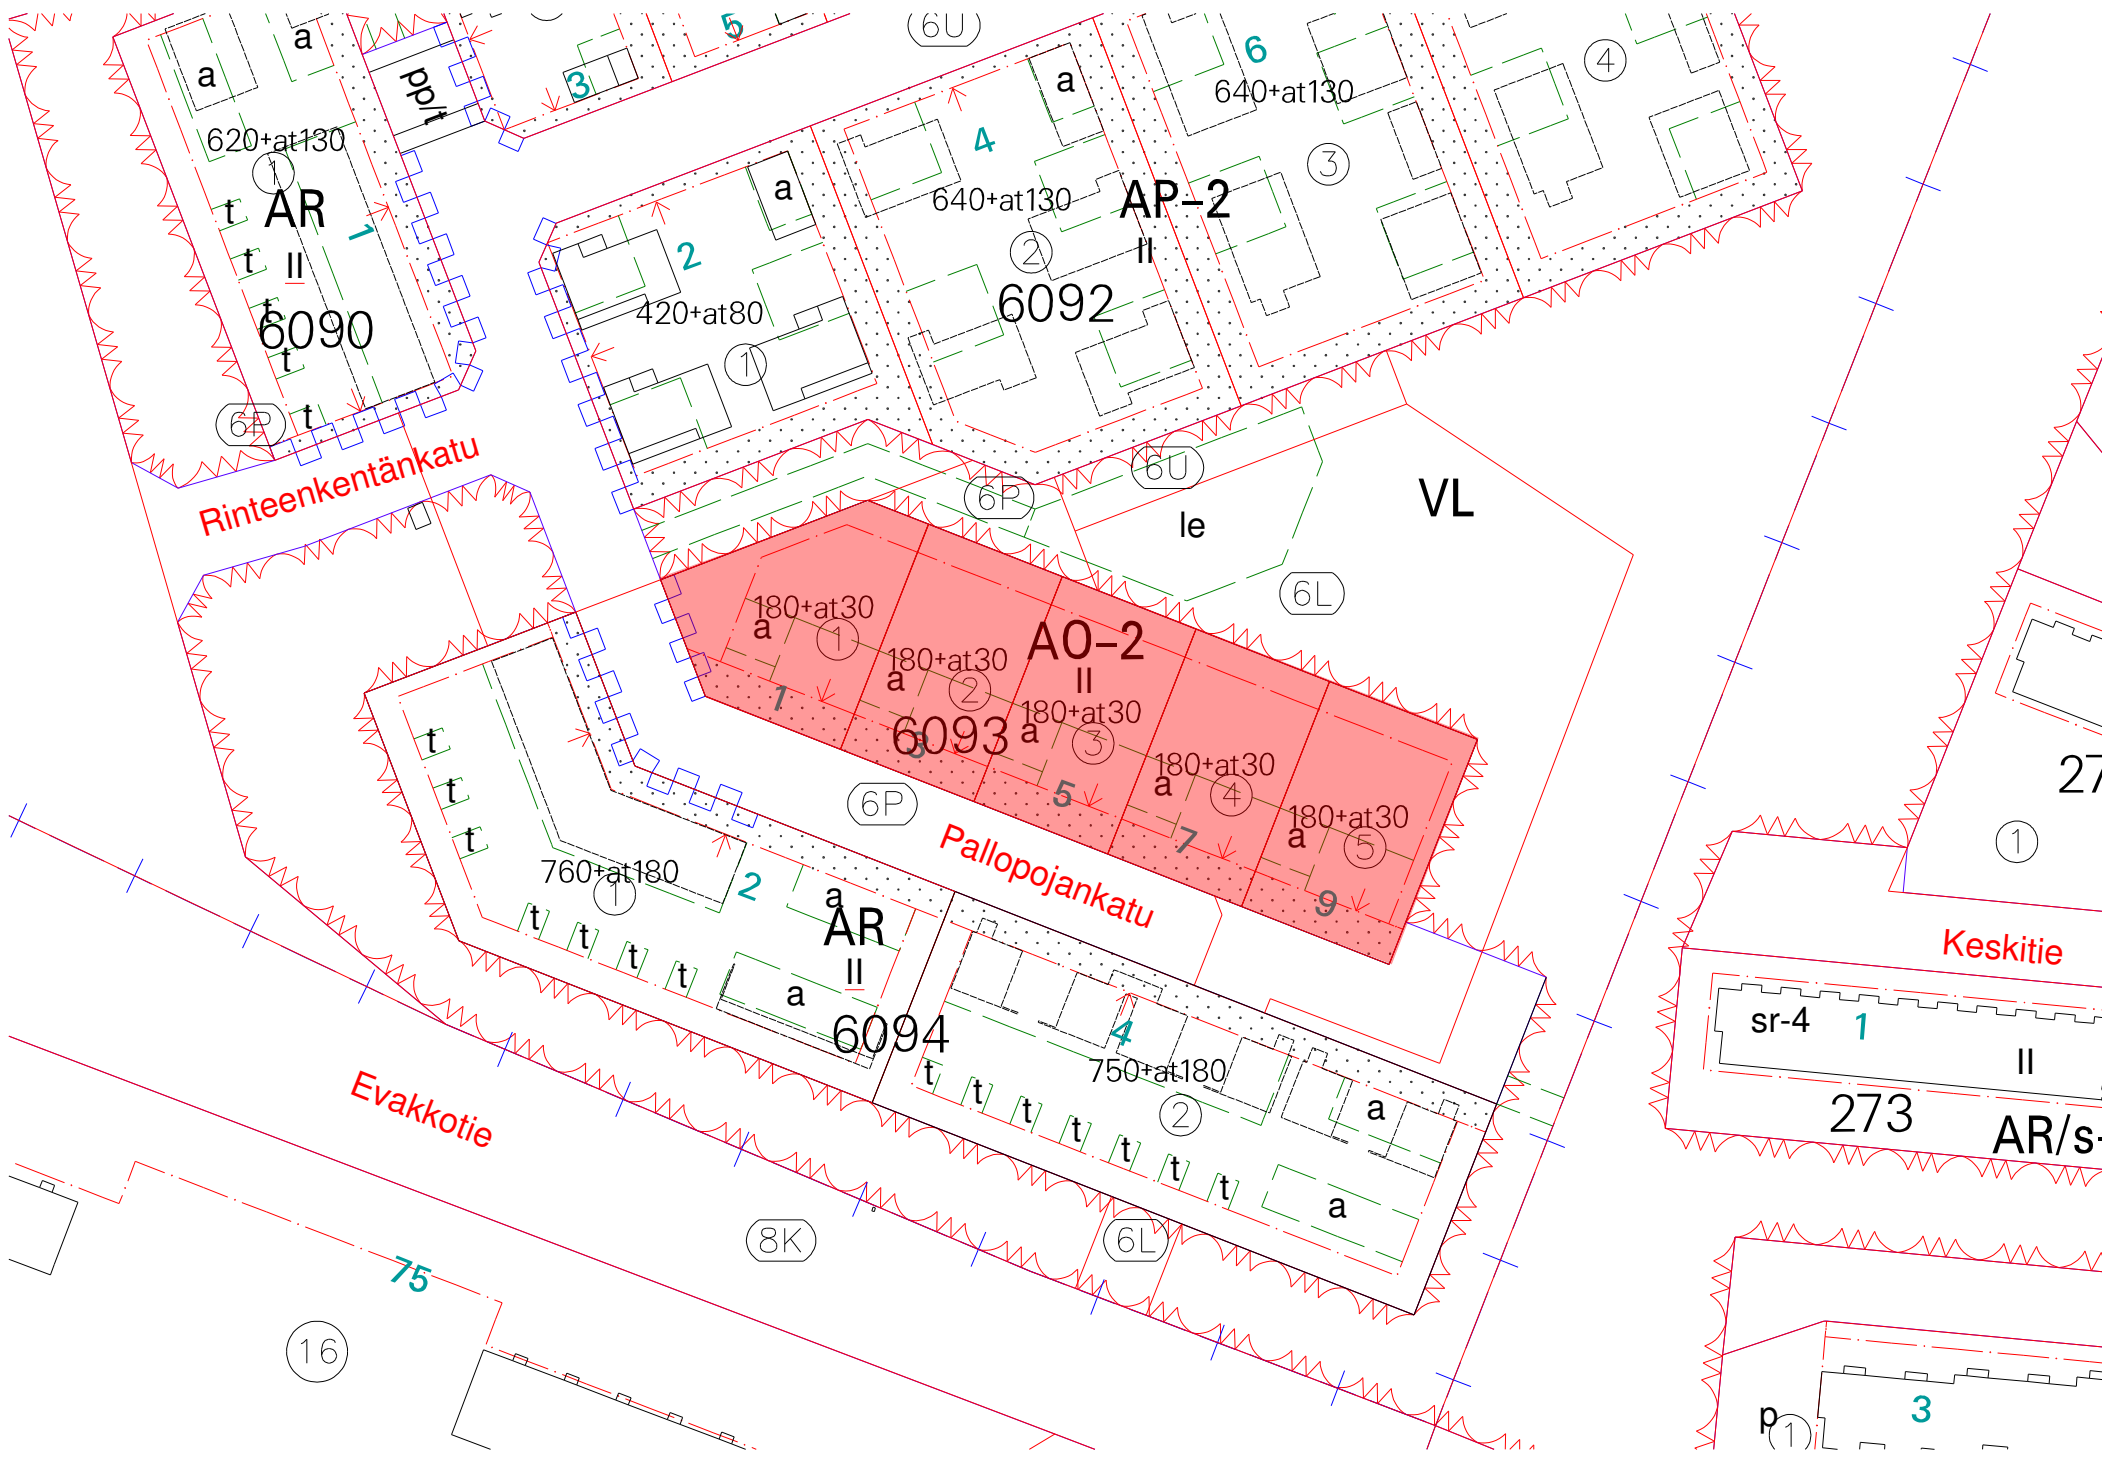 6U
a
5
6
4
a
3
pp/t
a
640+at130
620+at130
4
3
1
a
AR
t
2
640+at130
AP-2
1
t
II
2
II
t
6090
420+at80
6092
t
1
6P
t
Rinteenkentänkatu
6U
6P
VL
le
6L
180+at30
a
1
AO-2
II
180+at30
a
2
1
180+at30
a
3
6093
3
t
t
t
180+at30
a
4
5
6P
7
180+at30
a
5
9
Pallopojankatu
760+at180
1
2
a
AR
II
t
t
t
t
a
6094
4
750+at180
2
a
t
t
t
t
t
t
t
a
27
1
Keskitie
sr-4
1
II
273
AR/s-
Evakkotie
8K
6L
75
16
3
p
1